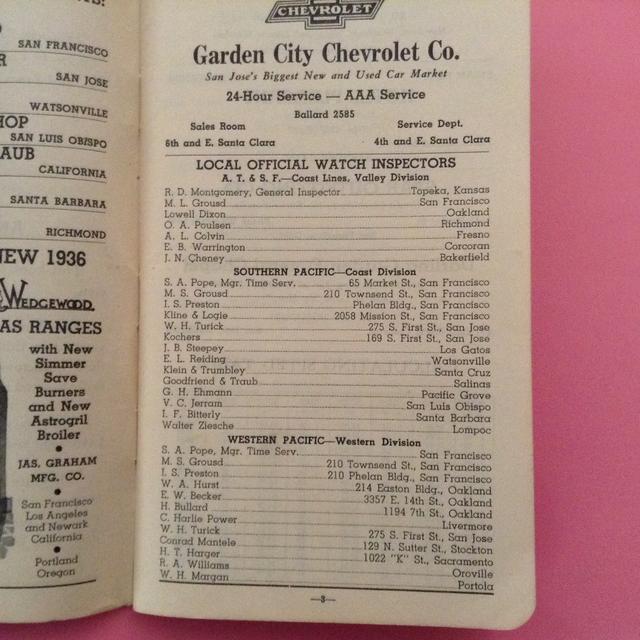 SAN FRANCISCO
R
SAN JOSE
WATSONVILLE
HOP
SAN LUIS OBISPO
AUB
CALIFORNIA
SANTA BARBARA
RICHMOND
NEW 1936
WEDGEWOOD
AS RANGES
with New
Simmer
Save
Burners
and New
Astrogril
Broiler
JAS. GRAHAM
MFG. CO.
San Francisco
Los Angeles
and Newark
California
Portland
Oregon
CHEVROLET
Garden City Chevrolet Co.
San Jose's Biggest New and Used Car Market
24-Hour Service — AAA Service
Ballard 2585
Sales Room Service Dept.
6th and E. Santa Clara 4th and E. Santa Clara
LOCAL OFFICIAL WATCH INSPECTORS
A. T. & S. F.—Coast Lines, Valley Division
R. D. Montgomery, General Inspector Topeka, Kansas
M. L. Grousd San Francisco
Lowell Dixon Oakland
O. A. Poulsen Richmond
A. L. Colvin Fresno
E. B. Warrington Corcoran
J. N. Cheney Bakerfield
SOUTHERN PACIFIC—Coast Division
S. A. Pope, Mgr. Time Serv. 65 Market St., San Francisco
M. S. Grousd 210 Townsend St., San Francisco
I. S. Preston Phelan Bldg., San Francisco
Kline & Logie 2058 Mission St., San Francisco
W. H. Turick 275 S. First St., San Jose
Kochers 169 S. First St., San Jose
J. B. Steepey Los Gatos
E. L. Reiding Watsonville
Klein & Trumbley Santa Cruz
Goodfriend & Traub Salinas
G. H. Ehmann Pacific Grove
V. C. Jerram San Luis Obispo
I. F. Bitterly Santa Barbara
Walter Ziesche Lompoc
WESTERN PACIFIC—Western Division
S. A. Pope, Mgr. Time Serv. San Francisco
M. S. Grousd 210 Townsend St., San Francisco
I. S. Preston 210 Phelan Bldg., San Francisco
W. A. Hurst 214 Easton Bldg., Oakland
E. W. Becker 3357 E. 14th St., Oakland
H. Bullard 1194 7th St., Oakland
C. Harlie Power Livermore
W. H. Turick 275 S. First St., San Jose
Conrad Mantele 129 N. Sutter St., Stockton
H. T. Harger 1022 "K" St., Sacramento
R. A. Williams Oroville
W. H. Margan Portola
—3—